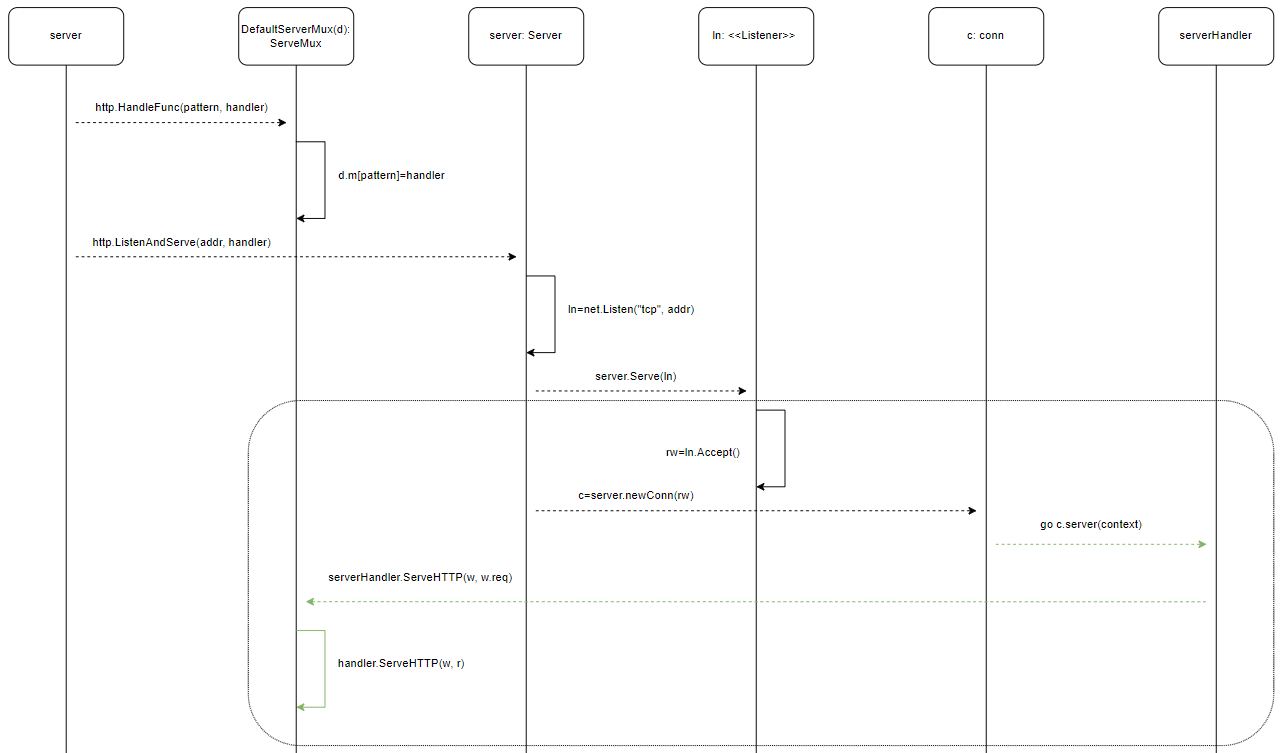 server
DefaultServerMux(d):
ServeMux
server: Server
ln: <<Listener>>
c: conn
serverHandler
http.HandleFunc(pattern, handler)
d.m[pattern]=handler
http.ListenAndServe(addr, handler)
ln=net.Listen("tcp", addr)
server.Serve(ln)
rw=ln.Accept()
c=server.newConn(rw)
go c.server(context)
serverHandler.ServeHTTP(w, w.req)
handler.ServeHTTP(w, r)